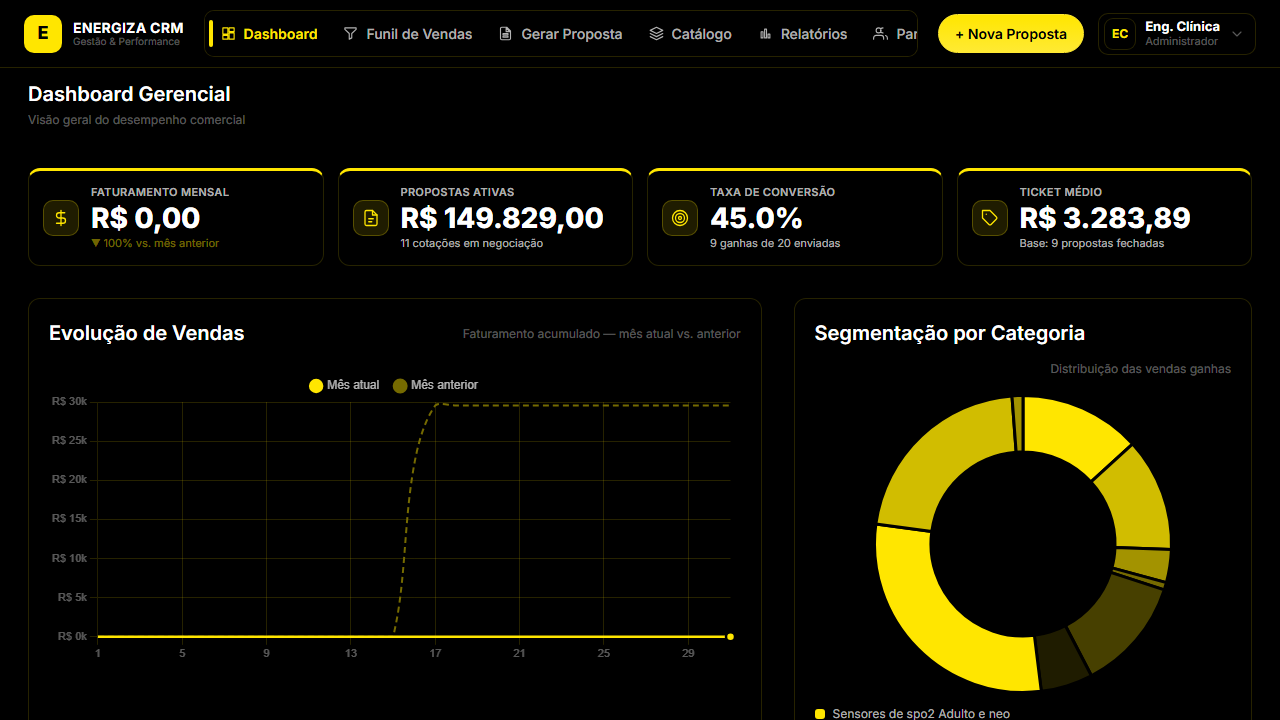 E
ENERGIZA CRM
Gestão & Performance
Dashboard
Funil de Vendas
Gerar Proposta
Catálogo
Relatórios
+ Nova Proposta
EC
Eng. Clínica
Administrador
Dashboard Gerencial
Visão geral do desempenho comercial
FATURAMENTO MENSAL
R$ 0,00
▼ 100% vs. mês anterior
PROPOSTAS ATIVAS
R$ 149.829,00
11 cotações em negociação
TAXA DE CONVERSÃO
45.0%
9 ganhas de 20 enviadas
TICKET MÉDIO
R$ 3.283,89
Base: 9 propostas fechadas
Evolução de Vendas
Faturamento acumulado — mês atual vs. anterior
Mês atual
Mês anterior
R$ 30k
R$ 25k
R$ 20k
R$ 15k
R$ 10k
R$ 5k
R$ 0k
1 5 9 13 17 21 25 29
Segmentação por Categoria
Distribuição das vendas ganhas
Sensores de spo2 Adulto e neo